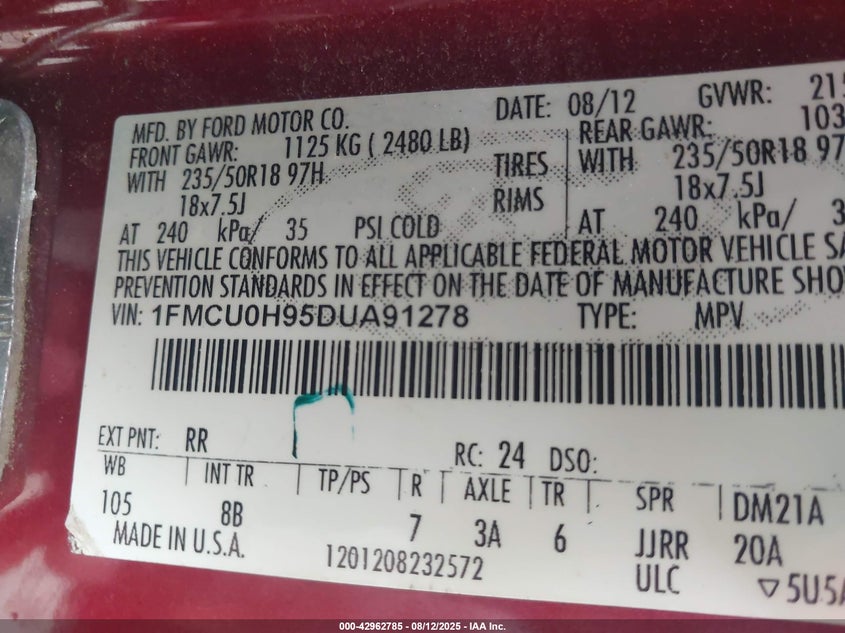 DATE: 08/12 GVWR: 215
MFD. BY FORD MOTOR CO.
FRONT GAWR: 1125 KG ( 2480 LB) REAR GAWR: 103
WITH 235/50R18 97H TIRES WITH 235/50R18 97
18x7.5J RIMS 18x7.5J
AT 240 kPa/ 35 PSI COLD AT 240 kPa/ 3
THIS VEHICLE CONFORMS TO ALL APPLICABLE FEDERAL MOTOR VEHICLE SA
PREVENTION STANDARDS IN EFFECT ON THE DATE OF MANUFACTURE SHO
VIN: 1FMCU0H95DUA91278 TYPE: MPV
EXT PNT: RR RC: 24 DSO:
WB INT TR TP/PS R AXLE TR SPR DM21A
105 8B 7 3A 6 JJRR 20A
MADE IN U.S.A. 1201208232572 ULC ▽5U5A
000-42962785 - 08/12/2025 - IAA Inc.